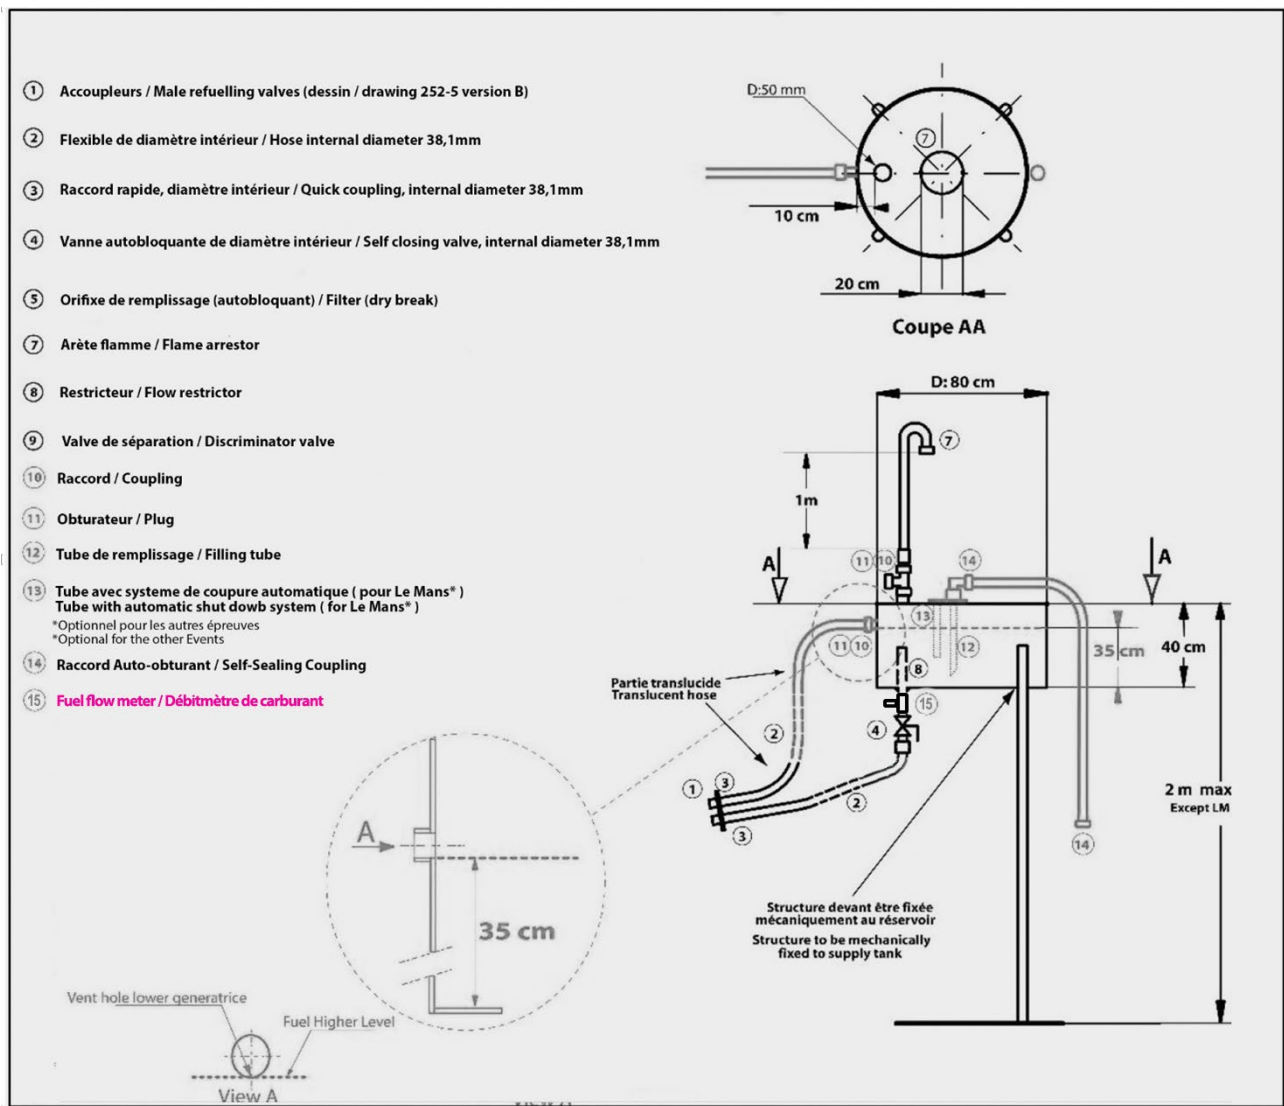 1 Accoupleurs / Male refuelling valves (dessin / drawing 252-5 version B)
2 Flexible de diamètre intérieur / Hose internal diameter 38,1mm
3 Raccord rapide, diamètre intérieur / Quick coupling, internal diameter 38,1mm
4 Vanne autobloquante de diamètre intérieur / Self closing valve, internal diameter 38,1mm
5 Orifixe de remplissage (autobloquant) / Filter (dry break)
7 Arète flamme / Flame arrestor
8 Restricteur / Flow restrictor
9 Valve de séparation / Discriminator valve
10 Raccord / Coupling
11 Obturateur / Plug
12 Tube de remplissage / Filling tube
13 Tube avec systeme de coupure automatique ( pour Le Mans* )
Tube with automatic shut dowb system ( for Le Mans* )
*Optionnel pour les autres épreuves
*Optional for the other Events
14 Raccord Auto-obturant / Self-Sealing Coupling
15 Fuel flow meter / Débitmètre de carburant
D:50 mm
7
10 cm
20 cm
Coupe AA
D: 80 cm
7
1m
A
11 10
14
A
13
11 10
12
35 cm
40 cm
8
Partie translucide
Translucent hose
15
4
2
1
3
2
3
2 m max
Except LM
14
A
35 cm
Structure devant être fixée
mécaniquement au réservoir
Structure to be mechanically
fixed to supply tank
Vent hole lower generatrice
Fuel Higher Level
View A